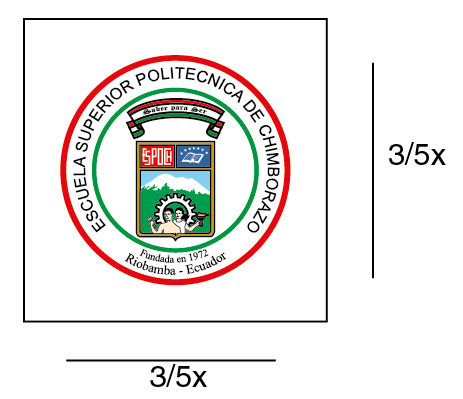 ESCUELA SUPERIOR POLITECNICA DE CHIMBORAZO
Saber para Ser
ESPOCH
Fundada en 1972
Riobamba - Ecuador
3/5x
3/5x